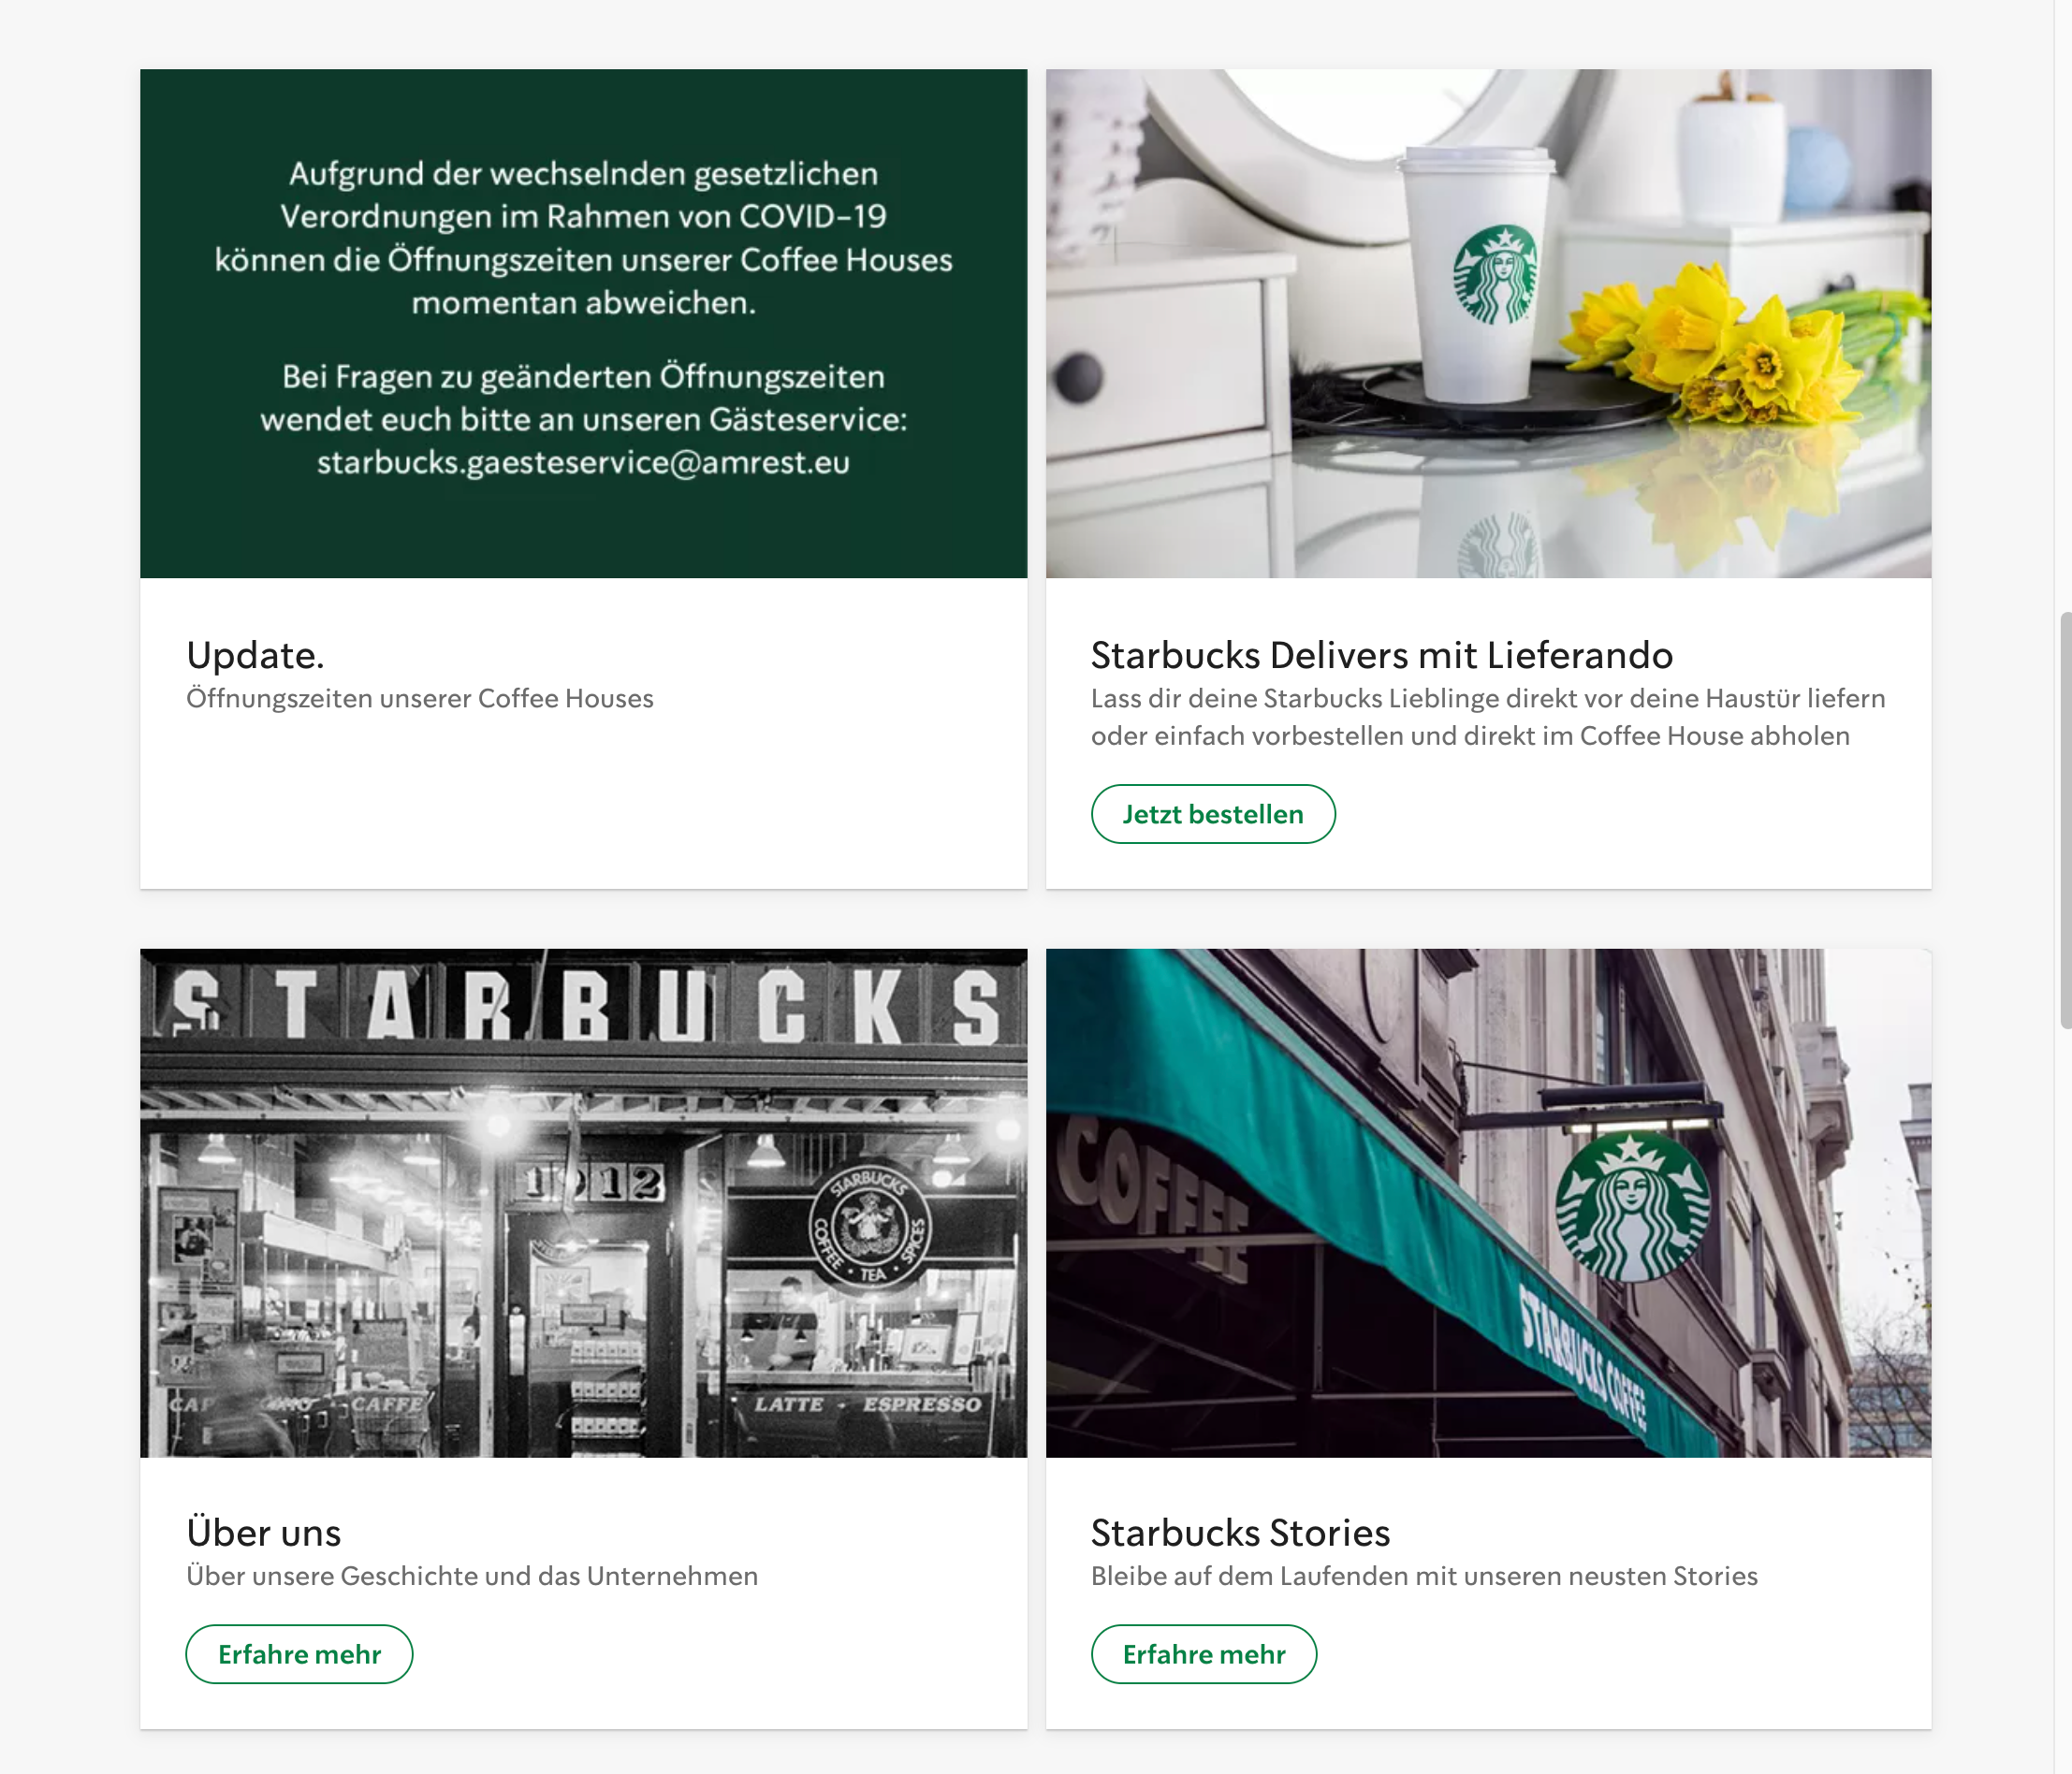 Aufgrund der wechselnden gesetzlichen
Verordnungen im Rahmen von COVID-19
können die Öffnungszeiten unserer Coffee Houses
momentan abweichen.
Bei Fragen zu geänderten Öffnungszeiten
wendet euch bitte an unseren Gästeservice:
starbucks.gaesteservice@amrest.eu
Update.
Öffnungszeiten unserer Coffee Houses
Starbucks Delivers mit Lieferando
Lass dir deine Starbucks Lieblinge direkt vor deine Haustür liefern
oder einfach vorbestellen und direkt im Coffee House abholen
Jetzt bestellen
STARBUCKS
1912
STARBUCKS
COFFEE • TEA • SPICES
CAFFE
LATTE - ESPRESSO
Über uns
Über unsere Geschichte und das Unternehmen
Erfahre mehr
COFFEE
STARBUCKS COFFEE
Starbucks Stories
Bleibe auf dem Laufenden mit unseren neusten Stories
Erfahre mehr